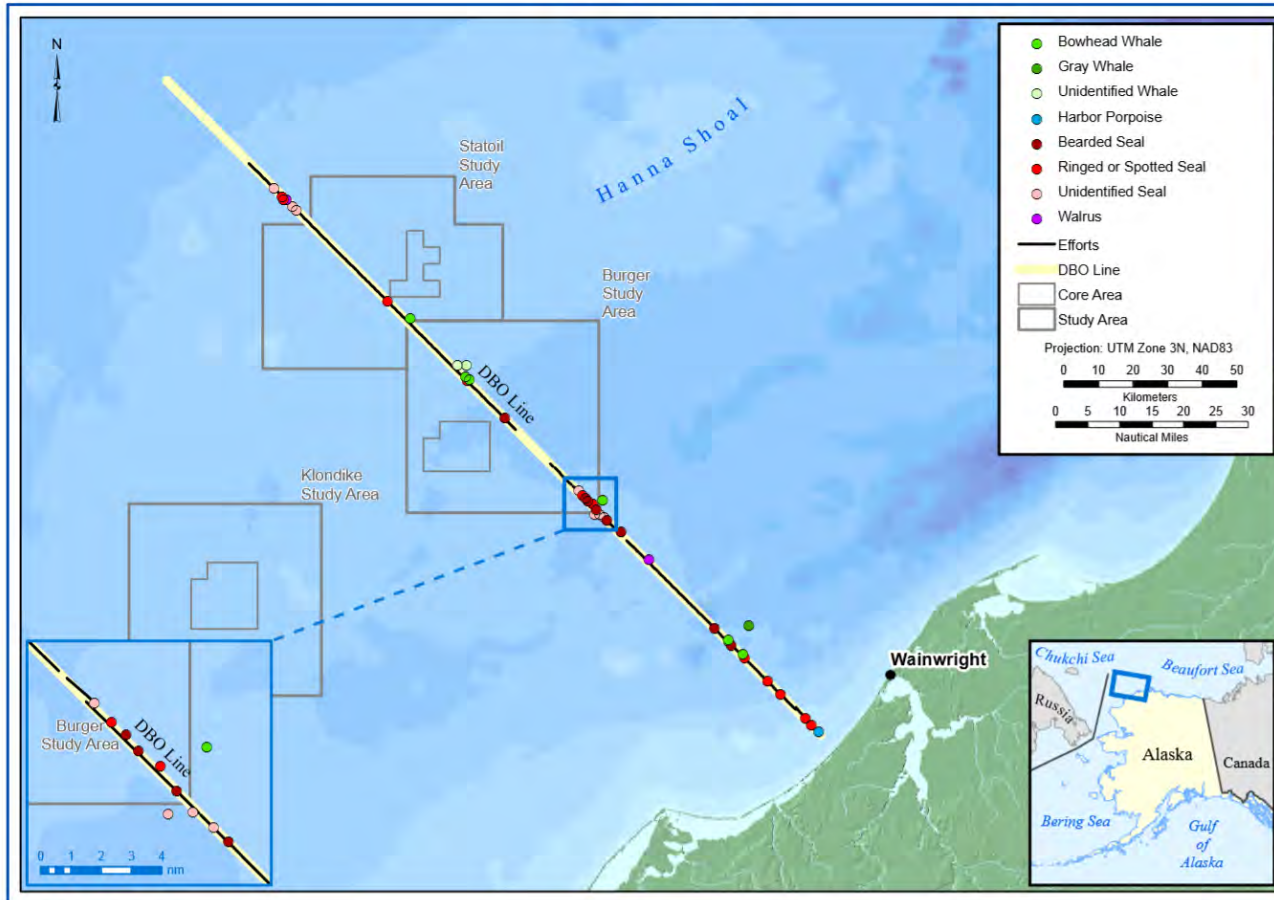 N
Statoil
Study
Area
Hanna Shoal
Burger
Study
Area
DBO Line
Klondike
Study Area
Wainwright
Bowhead Whale
Gray Whale
Unidentified Whale
Harbor Porpoise
Bearded Seal
Ringed or Spotted Seal
Unidentified Seal
Walrus
Efforts
DBO Line
Core Area
Study Area
Projection: UTM Zone 3N, NAD83
0 10 20 30 40 50
Kilometers
0 5 10 15 20 25 30
Nautical Miles
Burger
Study Area
DBO Line
0 1 2 3 4
nm
Chukchi Sea
Beaufort Sea
Russia
Alaska
Canada
Bering Sea
Gulf
of
Alaska